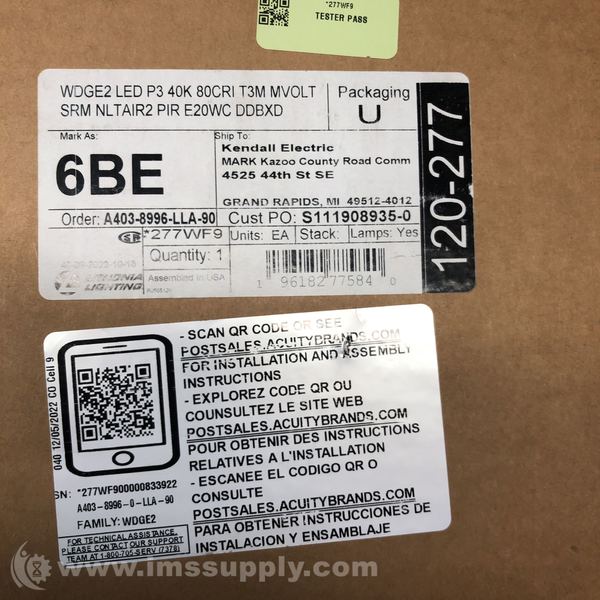 *277WF9
TESTER PASS
WDGE2 LED P3 40K 80CRI T3M MVOLT
SRM NLTAIR2 PIR E20WC DDBXD
Packaging
U
120-277
Mark As:
6BE
Ship To:
Kendall Electric
MARK Kazoo County Road Comm
4525 44th St SE
GRAND RAPIDS, MI 49512-4012
Order: A403-8996-LLA-90
Cust PO: S111908935-0
*277WF9
Units: EA
Stack:
Lamps: Yes
Quantity: 1
LITHONIA
LIGHTING
Assembled in USA
1 96182 77584 0
040 12/05/2022 CO Cell 9
- SCAN QR CODE OR SEE
POSTSALES.ACUITYBRANDS.COM
FOR INSTALLATION AND ASSEMBLY
INSTRUCTIONS
- EXPLOREZ CODE QR OU
COUNSULTEZ LE SITE WEB
POSTSALES.ACUITYBRANDS.COM
POUR OBTENIR DES INSTRUCTIONS
RELATIVES A L'INSTALLATION
- ESCANEE EL CODIGO QR O
CONSULTE
POSTSALES.ACUITYBRANDS.COM
PARA OBTENER INSTRUCCIONES DE
INSTALACION Y ENSAMBLAJE
SN: *277WF900000833922
A403-8996-0-LLA-90
FAMILY: WDGE2
FOR TECHNICAL ASSISTANCE,
PLEASE CONTACT OUR SUPPORT
TEAM AT 1-800-705-SERV (7378)
www.imssupply.com